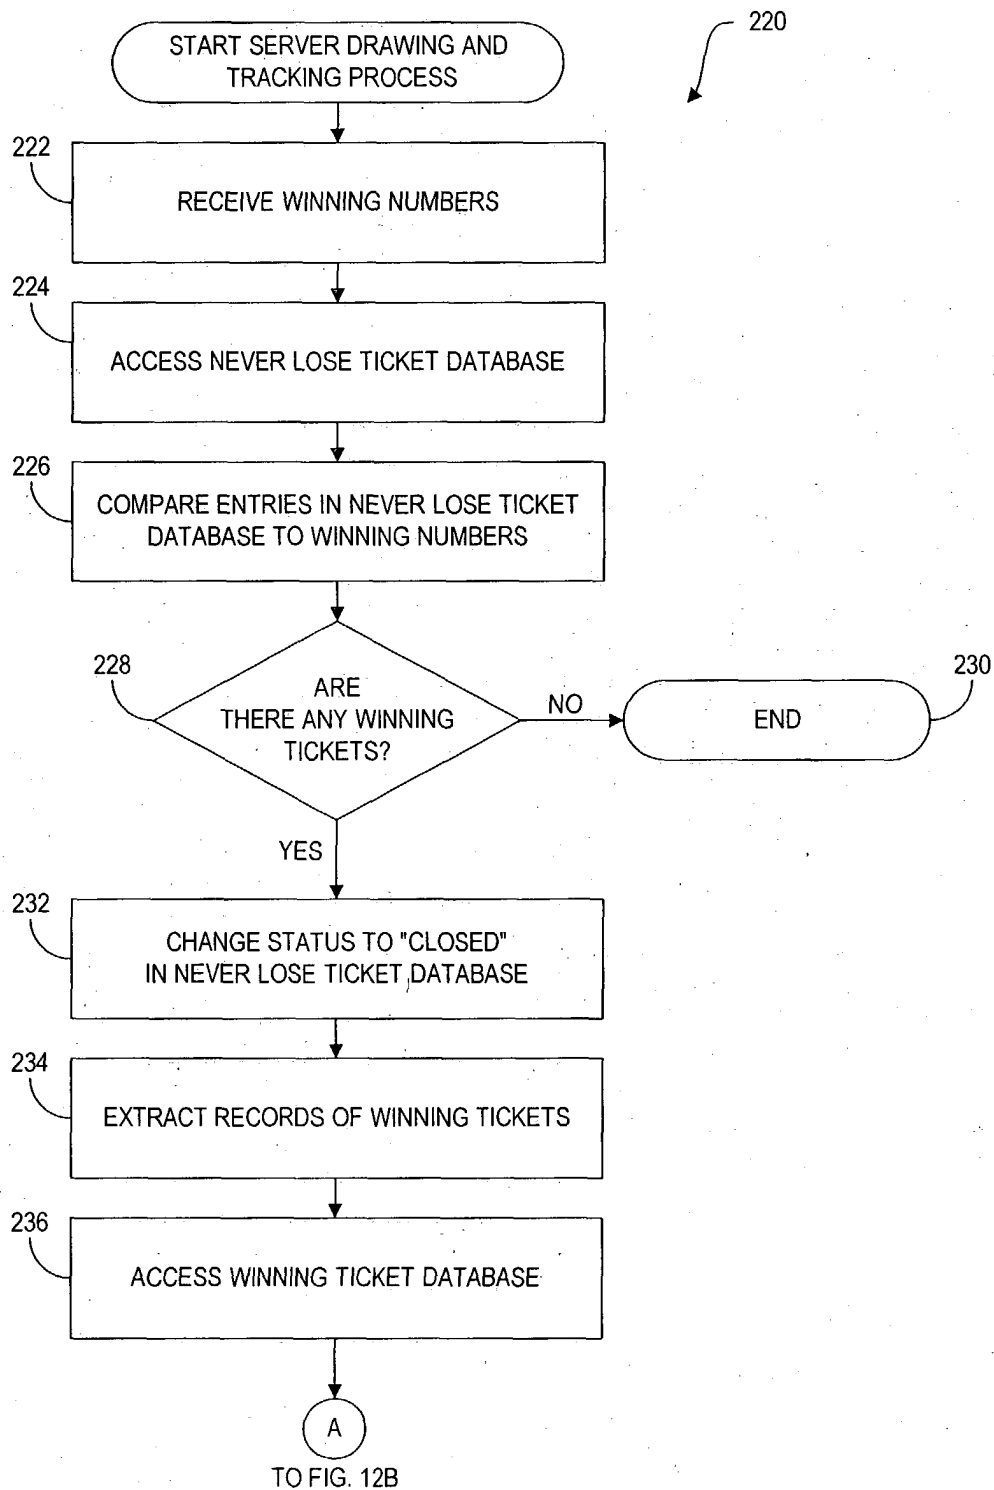 220
START SERVER DRAWING AND
TRACKING PROCESS
222
RECEIVE WINNING NUMBERS
224
ACCESS NEVER LOSE TICKET DATABASE
226
COMPARE ENTRIES IN NEVER LOSE TICKET
DATABASE TO WINNING NUMBERS
228
ARE
THERE ANY WINNING
TICKETS?
NO
END
230
YES
232
CHANGE STATUS TO "CLOSED"
IN NEVER LOSE TICKET DATABASE
234
EXTRACT RECORDS OF WINNING TICKETS
236
ACCESS WINNING TICKET DATABASE
A
TO FIG. 12B